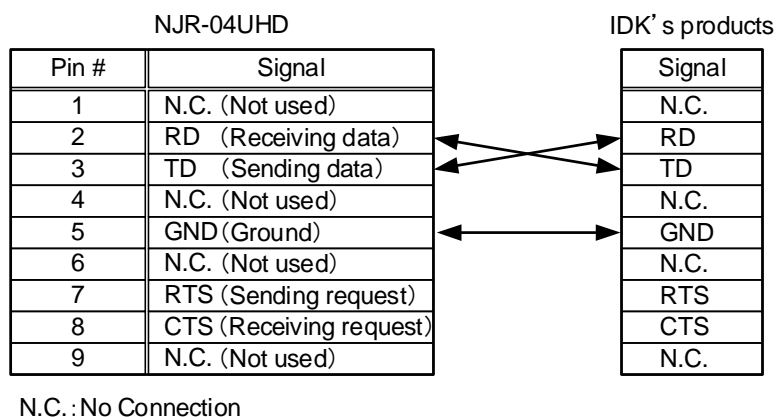 NJR-04UHD IDK’s products
Pin # Signal Signal
1 N.C. (Not used) N.C.
2 RD (Receiving data) RD
3 TD (Sending data) TD
4 N.C. (Not used) N.C.
5 GND (Ground) GND
6 N.C. (Not used) N.C.
7 RTS (Sending request) RTS
8 CTS (Receiving request) CTS
9 N.C. (Not used) N.C.
N.C.: No Connection